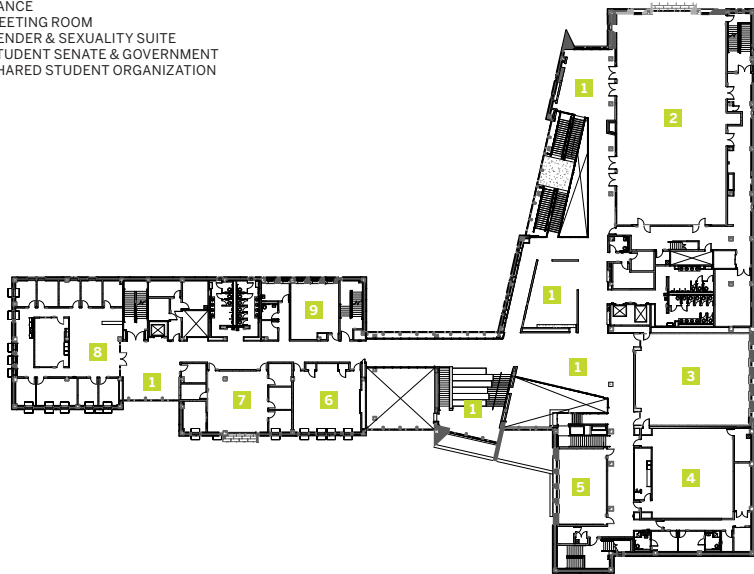 ANCE
EETING ROOM
ENDER & SEXUALITY SUITE
TUDENT SENATE & GOVERNMENT
HARED STUDENT ORGANIZATION
1
2
1
9
8
1
7
6
1
1
3
5
4